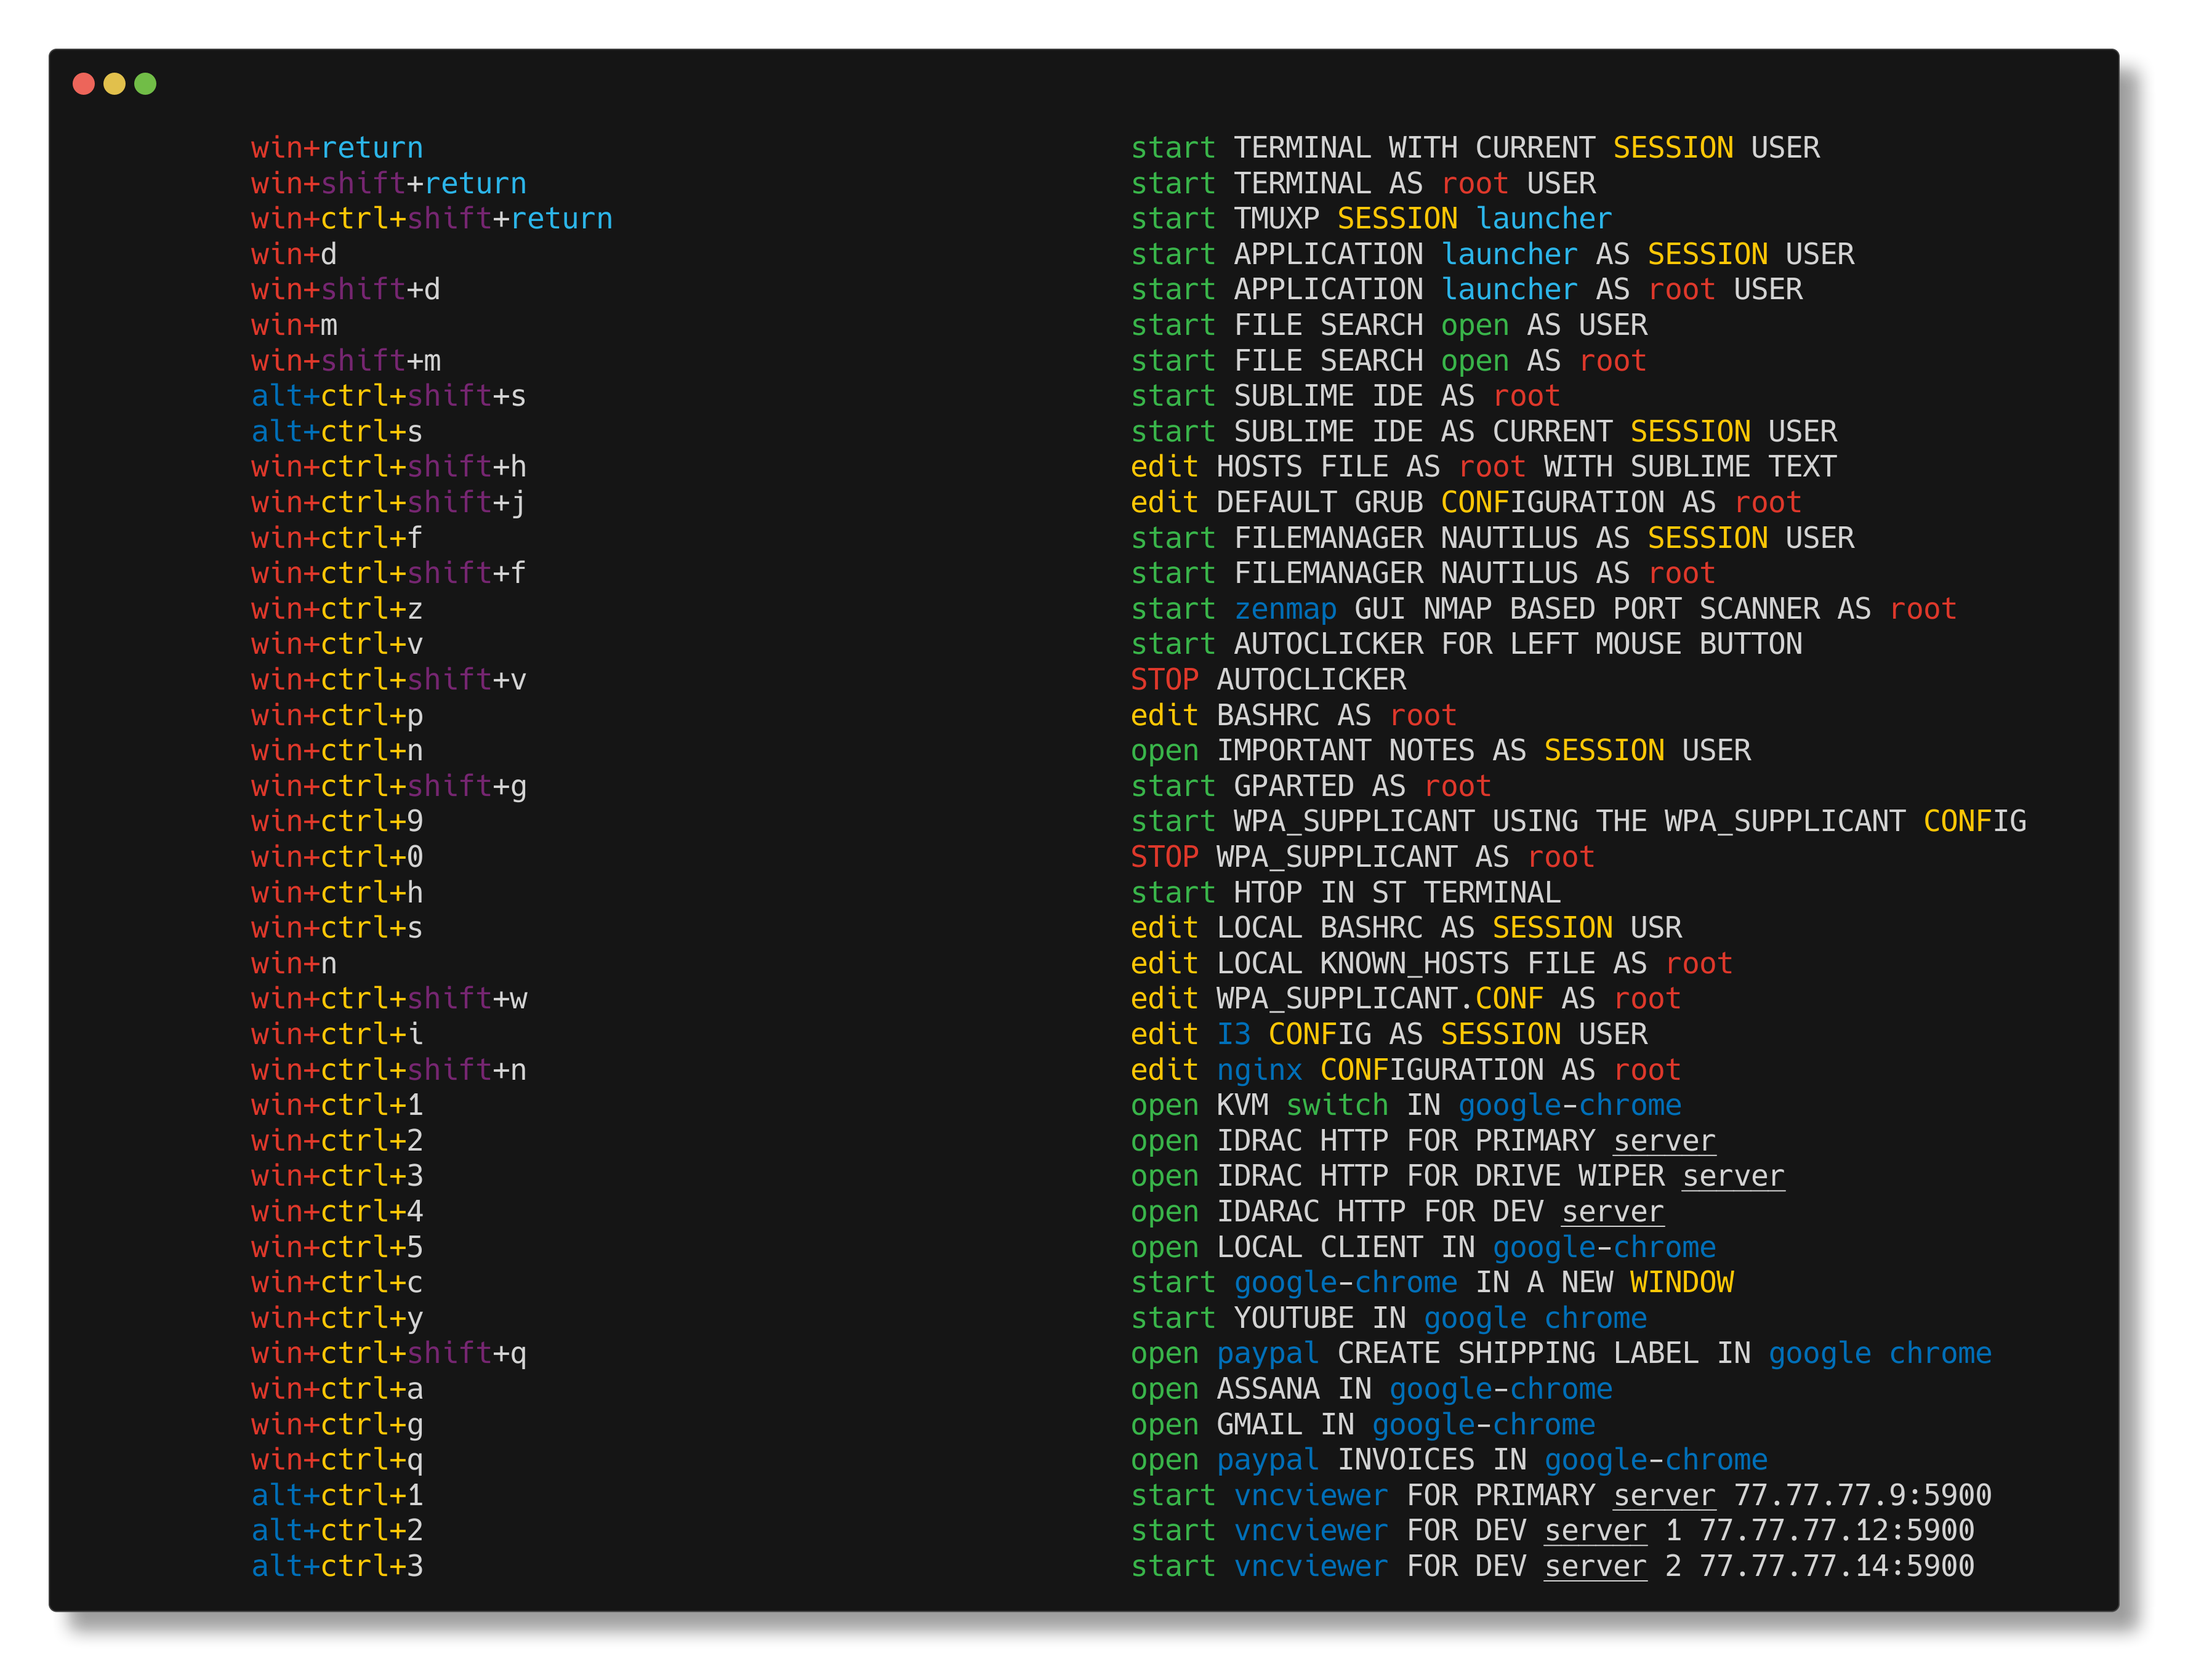 win+return start TERMINAL WITH CURRENT SESSION USER
win+shift+return start TERMINAL AS root USER
win+ctrl+shift+return start TMUXP SESSION launcher
win+d start APPLICATION launcher AS SESSION USER
win+shift+d start APPLICATION launcher AS root USER
win+m start FILE SEARCH open AS USER
win+shift+m start FILE SEARCH open AS root
alt+ctrl+shift+s start SUBLIME IDE AS root
alt+ctrl+s start SUBLIME IDE AS CURRENT SESSION USER
win+ctrl+shift+h edit HOSTS FILE AS root WITH SUBLIME TEXT
win+ctrl+shift+j edit DEFAULT GRUB CONFIGURATION AS root
win+ctrl+f start FILEMANAGER NAUTILUS AS SESSION USER
win+ctrl+shift+f start FILEMANAGER NAUTILUS AS root
win+ctrl+z start zenmap GUI NMAP BASED PORT SCANNER AS root
win+ctrl+v start AUTOCLICKER FOR LEFT MOUSE BUTTON
win+ctrl+shift+v STOP AUTOCLICKER
win+ctrl+p edit BASHRC AS root
win+ctrl+n open IMPORTANT NOTES AS SESSION USER
win+ctrl+shift+g start GPARTED AS root
win+ctrl+9 start WPA_SUPPLICANT USING THE WPA_SUPPLICANT CONFIG
win+ctrl+0 STOP WPA_SUPPLICANT AS root
win+ctrl+h start HTOP IN ST TERMINAL
win+ctrl+s edit LOCAL BASHRC AS SESSION USR
win+n edit LOCAL KNOWN_HOSTS FILE AS root
win+ctrl+shift+w edit WPA_SUPPLICANT.CONF AS root
win+ctrl+i edit I3 CONFIG AS SESSION USER
win+ctrl+shift+n edit nginx CONFIGURATION AS root
win+ctrl+1 open KVM switch IN google-chrome
win+ctrl+2 open IDRAC HTTP FOR PRIMARY server
win+ctrl+3 open IDRAC HTTP FOR DRIVE WIPER server
win+ctrl+4 open IDARAC HTTP FOR DEV server
win+ctrl+5 open LOCAL CLIENT IN google-chrome
win+ctrl+c start google-chrome IN A NEW WINDOW
win+ctrl+y start YOUTUBE IN google chrome
win+ctrl+shift+q open paypal CREATE SHIPPING LABEL IN google chrome
win+ctrl+a open ASSANA IN google-chrome
win+ctrl+g open GMAIL IN google-chrome
win+ctrl+q open paypal INVOICES IN google-chrome
alt+ctrl+1 start vncviewer FOR PRIMARY server 77.77.77.9:5900
alt+ctrl+2 start vncviewer FOR DEV server 1 77.77.77.12:5900
alt+ctrl+3 start vncviewer FOR DEV server 2 77.77.77.14:5900